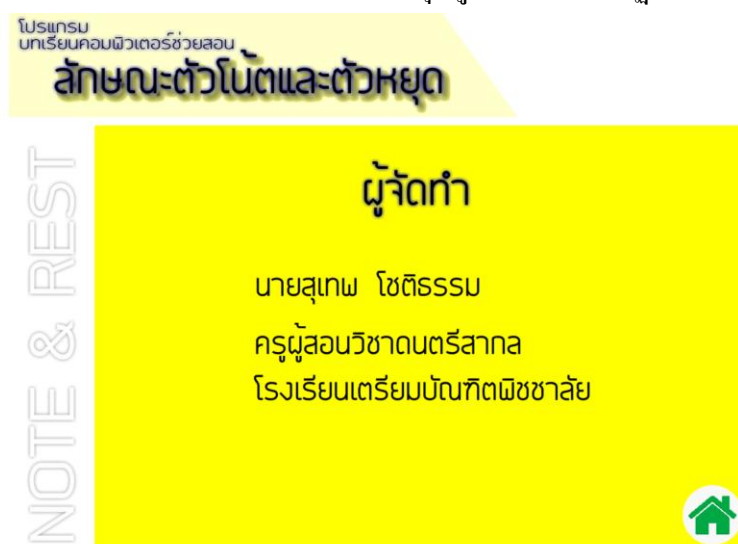 โปรแกรม
บทเรียนคอมพิวเตอร์ช่วยสอน
ลักษณะตัวโน้ตและตัวหยุด
NOTE & REST
ผู้จัดทำ
นายสุเทพ โชติธรรม
ครูผู้สอนวิชาดนตรีสากล
โรงเรียนเตรียมบัณฑิตพิชชาลัย